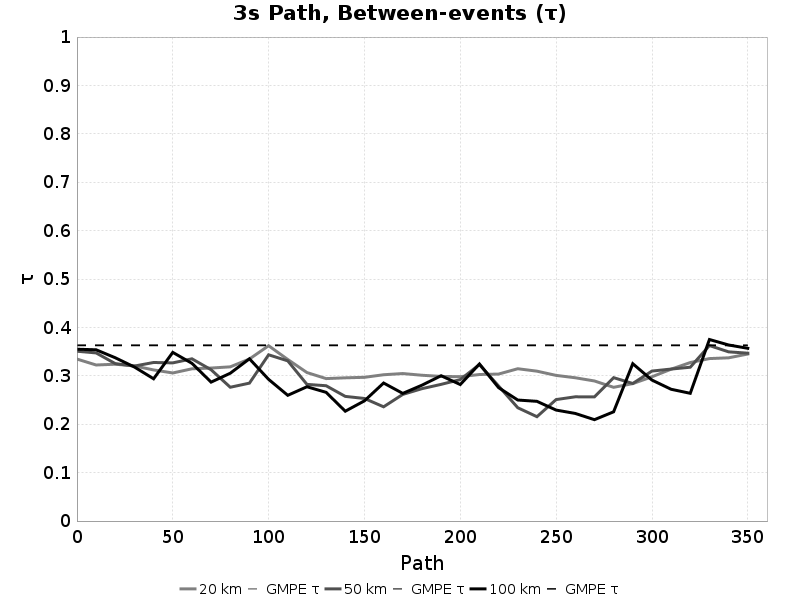 3s Path, Between-events (τ)
1
0.9
0.8
0.7
0.6
0.5
0.4
0.3
0.2
0.1
0
τ
0 50 100 150 200 250 300 350
Path
20 km GMPE τ 50 km GMPE τ 100 km GMPE τ